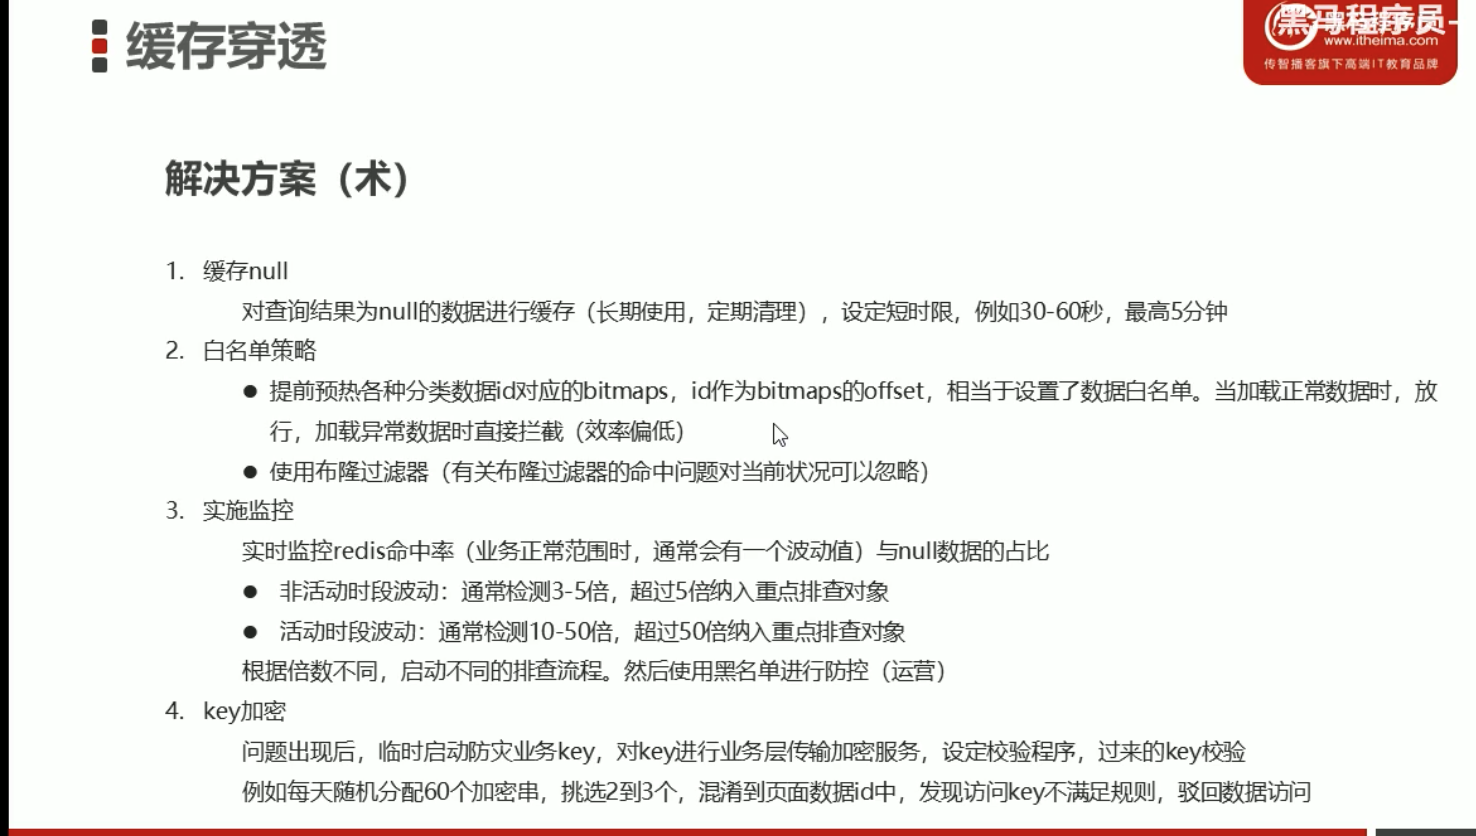 缓存穿透
黑马程序员-
www.itheima.com
传智播客旗下高端IT教育品牌
解决方案（术）
1. 缓存null
对查询结果为null的数据进行缓存（长期使用，定期清理），设定短时限，例如30-60秒，最高5分钟
2. 白名单策略
● 提前预热各种分类数据id对应的bitmaps，id作为bitmaps的offset，相当于设置了数据白名单。当加载正常数据时，放
行，加载异常数据时直接拦截（效率偏低）
● 使用布隆过滤器（有关布隆过滤器的命中问题对当前状况可以忽略）
3. 实施监控
实时监控redis命中率（业务正常范围时，通常会有一个波动值）与null数据的占比
● 非活动时段波动：通常检测3-5倍，超过5倍纳入重点排查对象
● 活动时段波动：通常检测10-50倍，超过50倍纳入重点排查对象
根据倍数不同，启动不同的排查流程。然后使用黑名单进行防控（运营）
4. key加密
问题出现后，临时启动防灾业务key，对key进行业务层传输加密服务，设定校验程序，过来的key校验
例如每天随机分配60个加密串，挑选2到3个，混淆到页面数据id中，发现访问key不满足规则，驳回数据访问